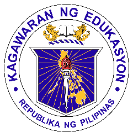 KAGAWARAN NG EDUKASYON
REPUBLIKA NG PILIPINAS